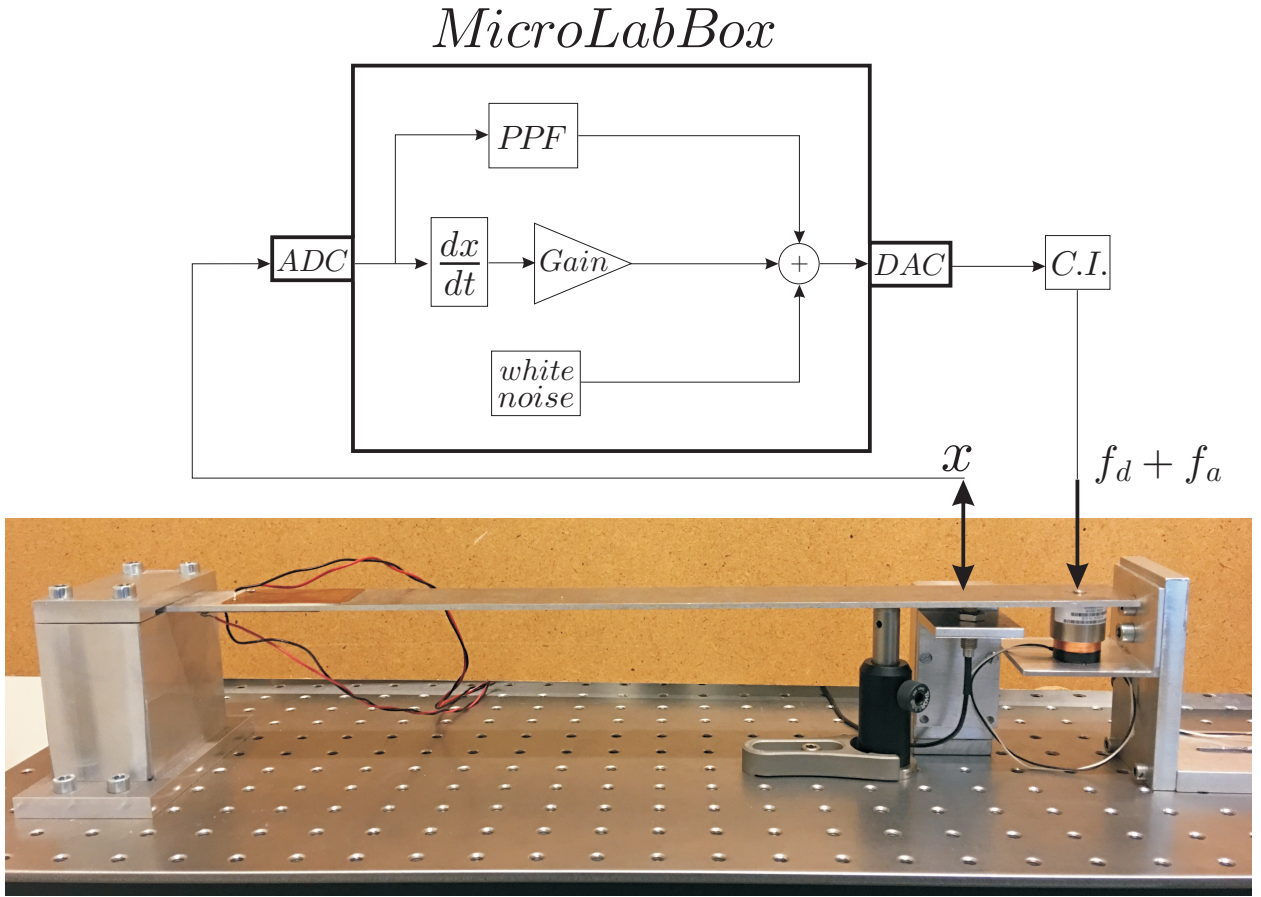 MicroLabBox
PPF
ADC
dx
dt
Gain
+
DAC
C.I.
white
noise
x
f_d + f_a